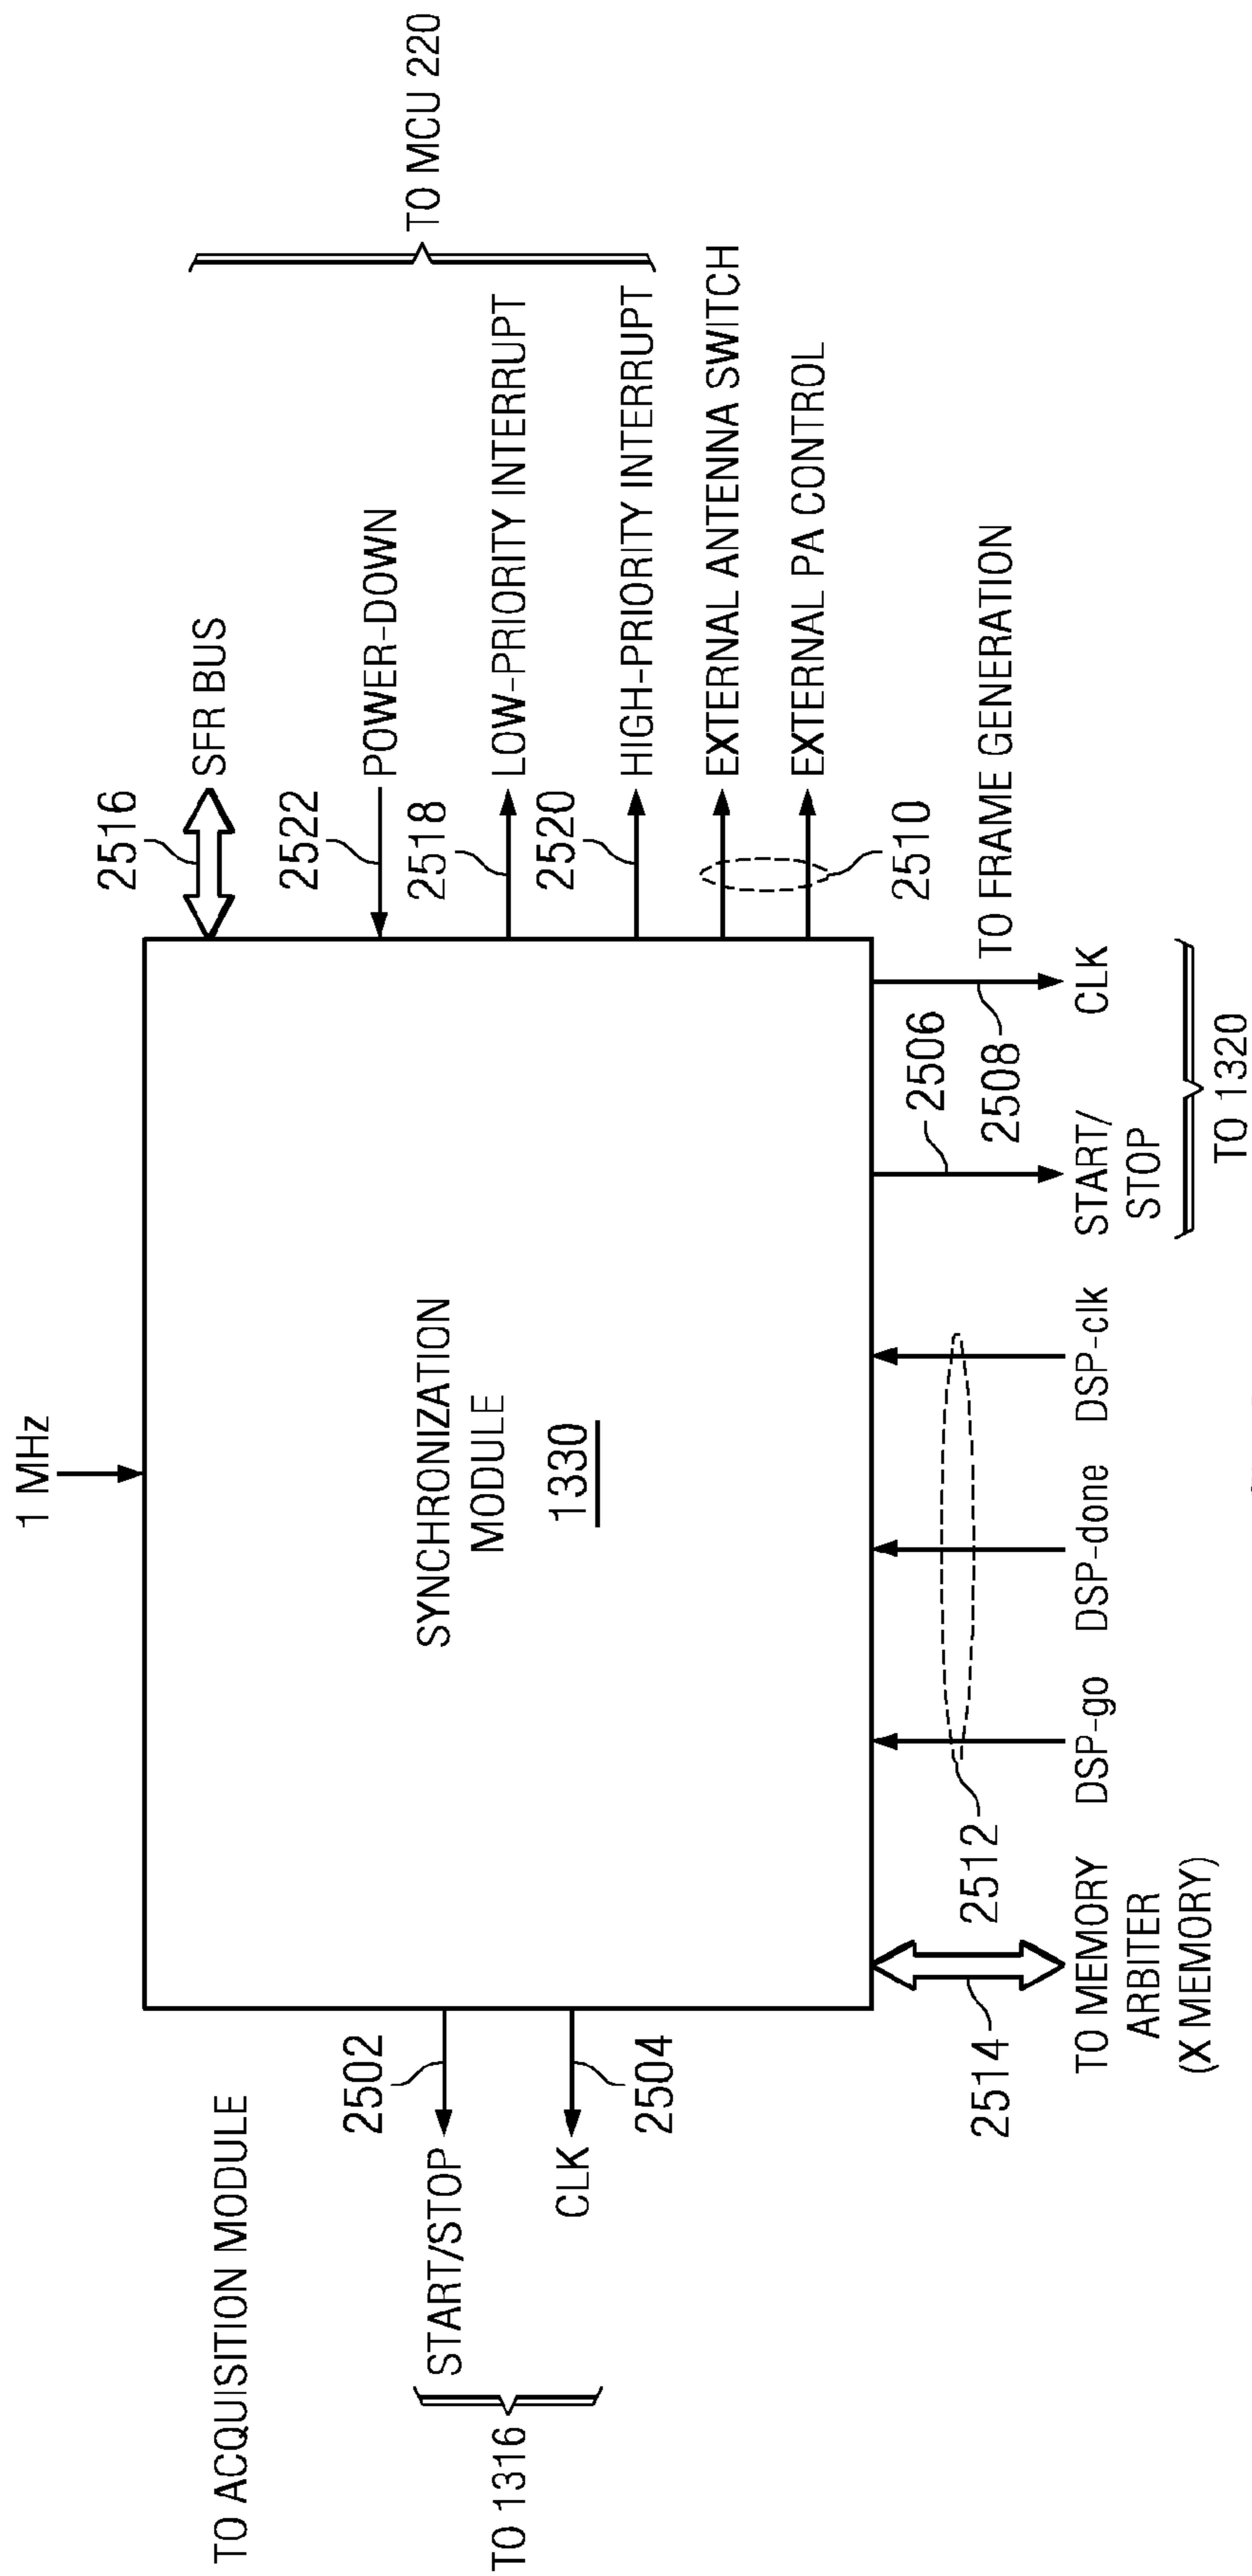 1 MHz
TO ACQUISITION MODULE
START/STOP
2502
CLK
2504
TO 1316
SYNCHRONIZATION
MODULE
1330
2516
SFR BUS
2522
POWER-DOWN
2518
LOW-PRIORITY INTERRUPT
2520
HIGH-PRIORITY INTERRUPT
TO MCU 220
EXTERNAL ANTENNA SWITCH
EXTERNAL PA CONTROL
2510
2514
TO MEMORY
ARBITER
(X MEMORY)
2512
DSP-go
DSP-done
DSP-clk
2506
START/
STOP
2508
TO FRAME GENERATION
CLK
TO 1320